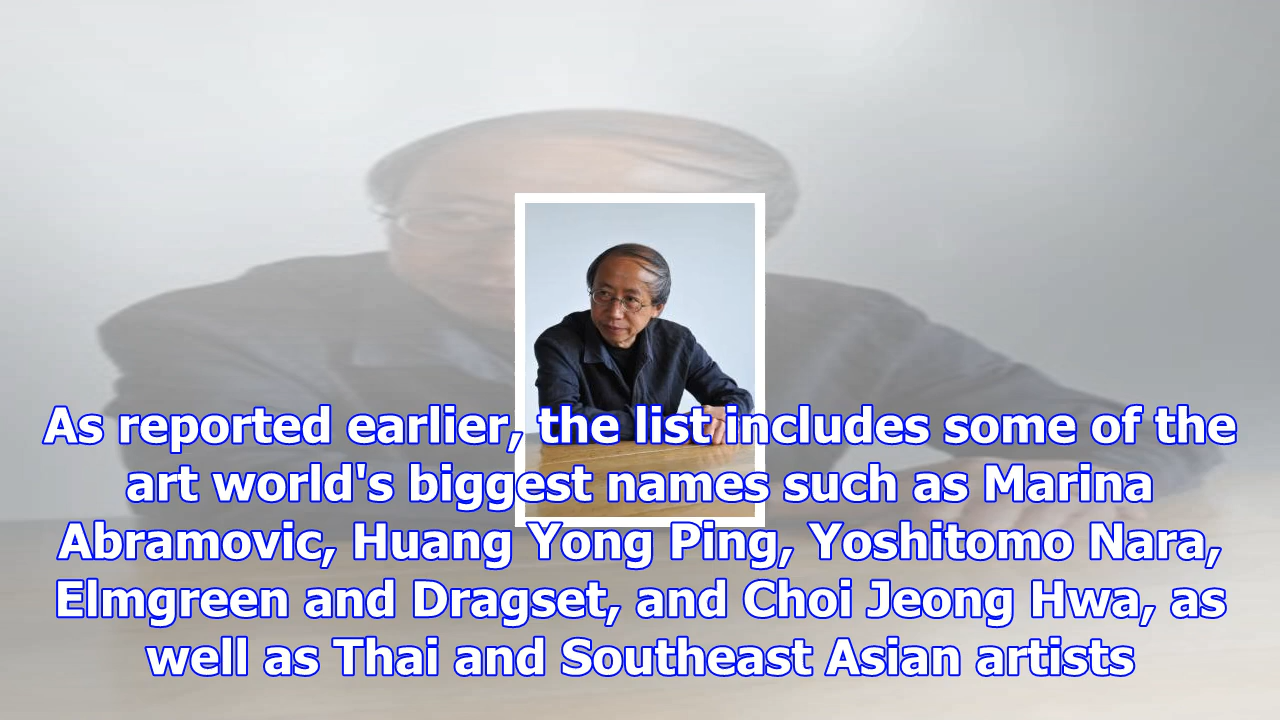 As reported earlier, the list includes some of the
art world's biggest names such as Marina
Abramovic, Huang Yong Ping, Yoshitomo Nara,
Elmgreen and Dragset, and Choi Jeong Hwa, as
well as Thai and Southeast Asian artists